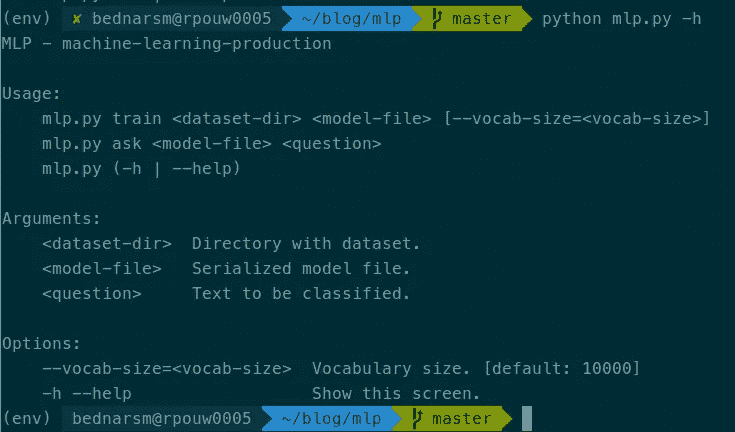 (env) ✘ bednarsm@rpouw0005 ~/blog/mlp master python mlp.py -h
MLP - machine-learning-production
Usage:
mlp.py train <dataset-dir> <model-file> [--vocab-size=<vocab-size>]
mlp.py ask <model-file> <question>
mlp.py (-h | --help)
Arguments:
<dataset-dir> Directory with dataset.
<model-file> Serialized model file.
<question> Text to be classified.
Options:
--vocab-size=<vocab-size> Vocabulary size. [default: 10000]
-h --help Show this screen.
(env) bednarsm@rpouw0005 ~/blog/mlp master